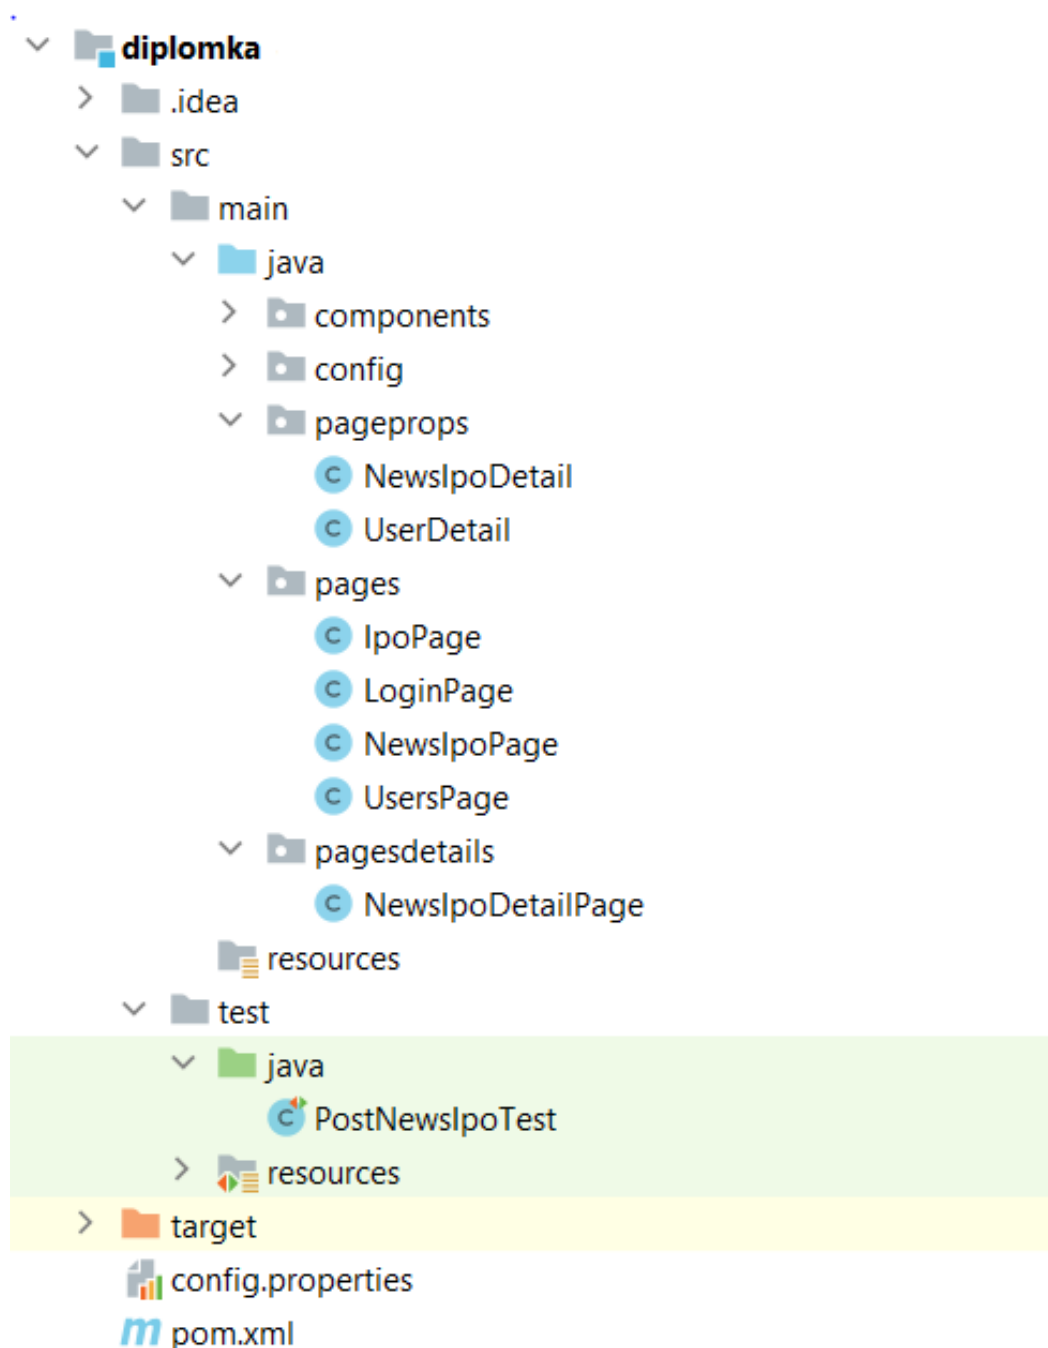 diplomka
.idea
src
main
java
components
config
pageprops
C NewsIpoDetail
C UserDetail
pages
C IpoPage
C LoginPage
C NewsIpoPage
C UsersPage
pagesdetails
C NewsIpoDetailPage
resources
test
java
C PostNewsIpoTest
resources
target
config.properties
m pom.xml